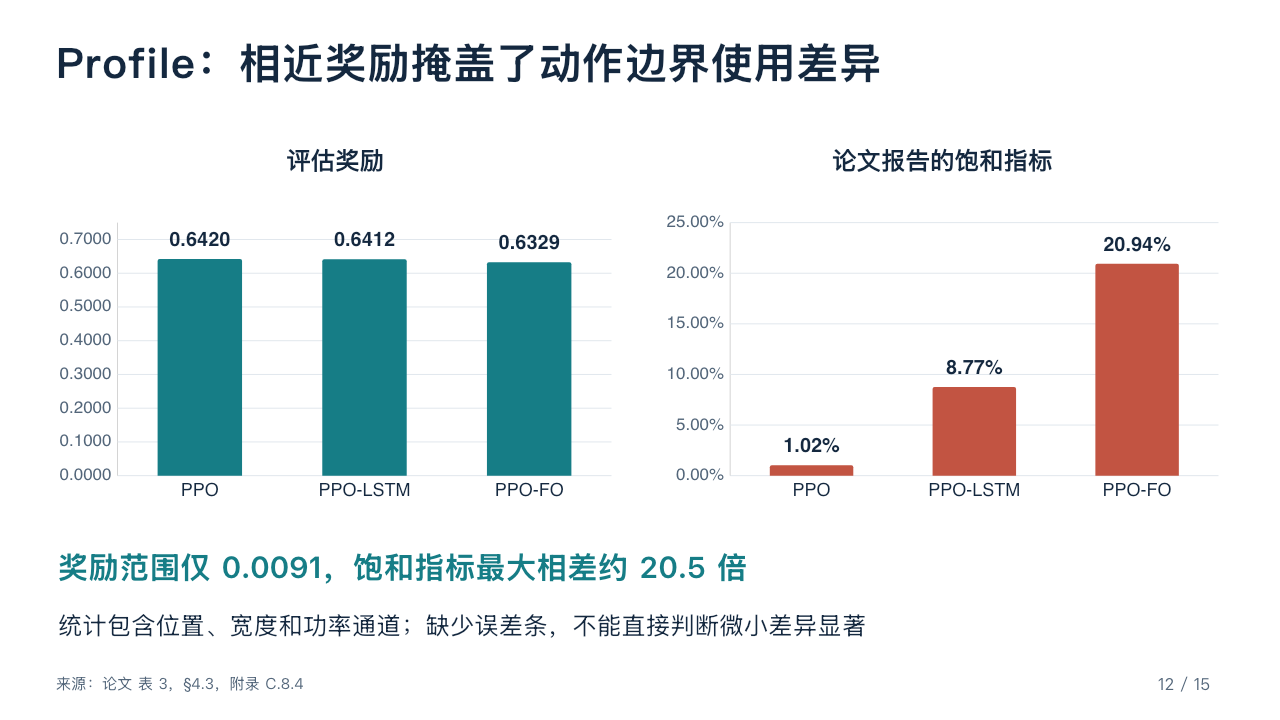 Profile：相近奖励掩盖了动作边界使用差异
评估奖励
0.7000
0.6000
0.5000
0.4000
0.3000
0.2000
0.1000
0.0000
0.6420
0.6412
0.6329
PPO
PPO-LSTM
PPO-FO
论文报告的饱和指标
25.00%
20.00%
15.00%
10.00%
5.00%
0.00%
1.02%
8.77%
20.94%
PPO
PPO-LSTM
PPO-FO
奖励范围仅 0.0091，饱和指标最大相差约 20.5 倍
统计包含位置、宽度和功率通道；缺少误差条，不能直接判断微小差异显著
来源：论文 表 3，§4.3，附录 C.8.4
12 / 15